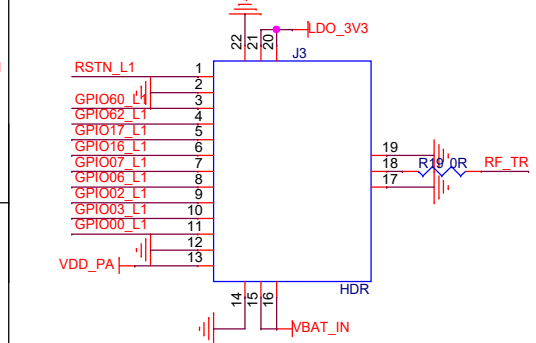 LDO_3V3
22
21
20
J3
RSTN_L1
1
2
GPIO60_L1
3
GPIO62_L1
4
GPIO17_L1
5
GPIO16_L1
6
GPIO07_L1
7
GPIO06_L1
8
GPIO02_L1
9
GPIO03_L1
10
GPIO00_L1
11
12
VDD_PA
13
19
18
R19 0R
RF_TR
17
HDR
14
15
16
VBAT_IN